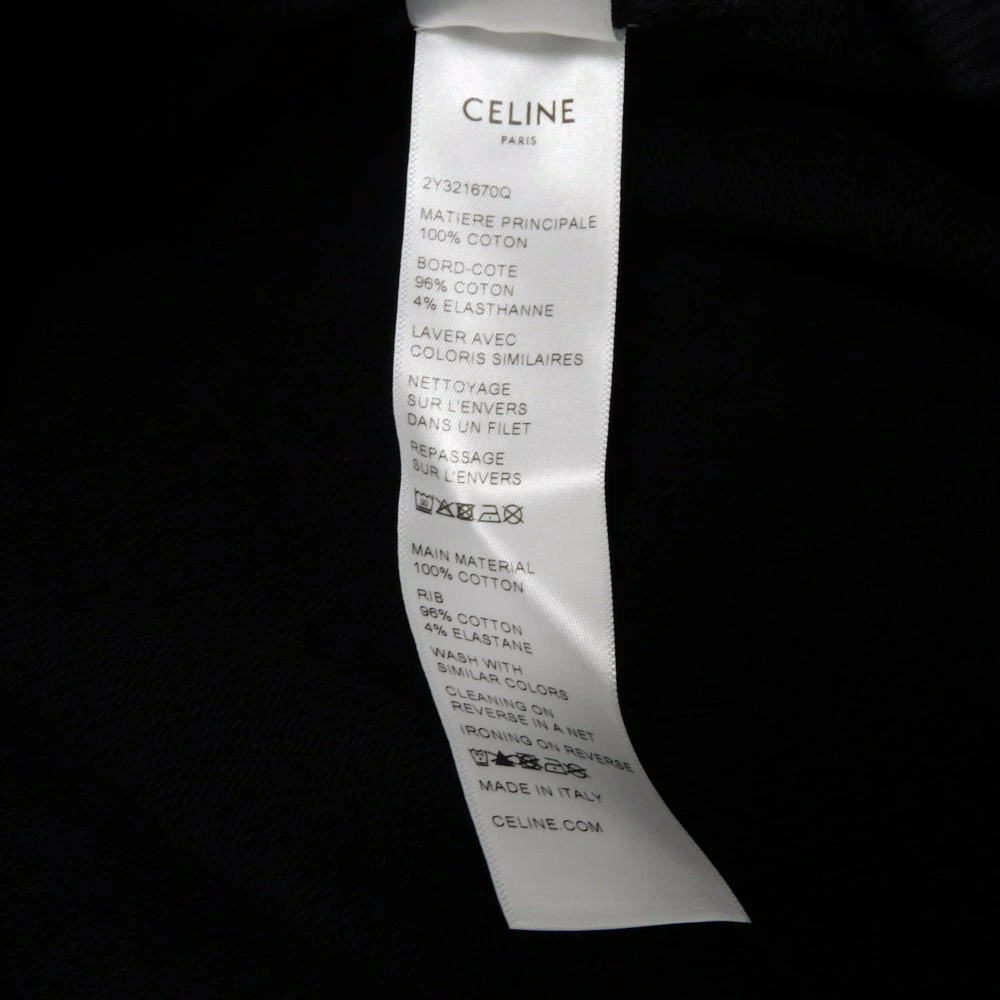 CELINE
PARIS
2Y321670Q
MATIERE PRINCIPALE
100% COTON
BORD-COTE
96% COTON
4% ELASTHANNE
LAVER AVEC
COLORIS SIMILAIRES
NETTOYAGE
SUR L'ENVERS
DANS UN FILET
REPASSAGE
SUR L'ENVERS
MAIN MATERIAL
100% COTTON
RIB
96% COTTON
4% ELASTANE
WASH WITH
SIMILAR COLORS
CLEANING ON
REVERSE IN A NET
IRONING ON REVERSE
MADE IN ITALY
CELINE.COM